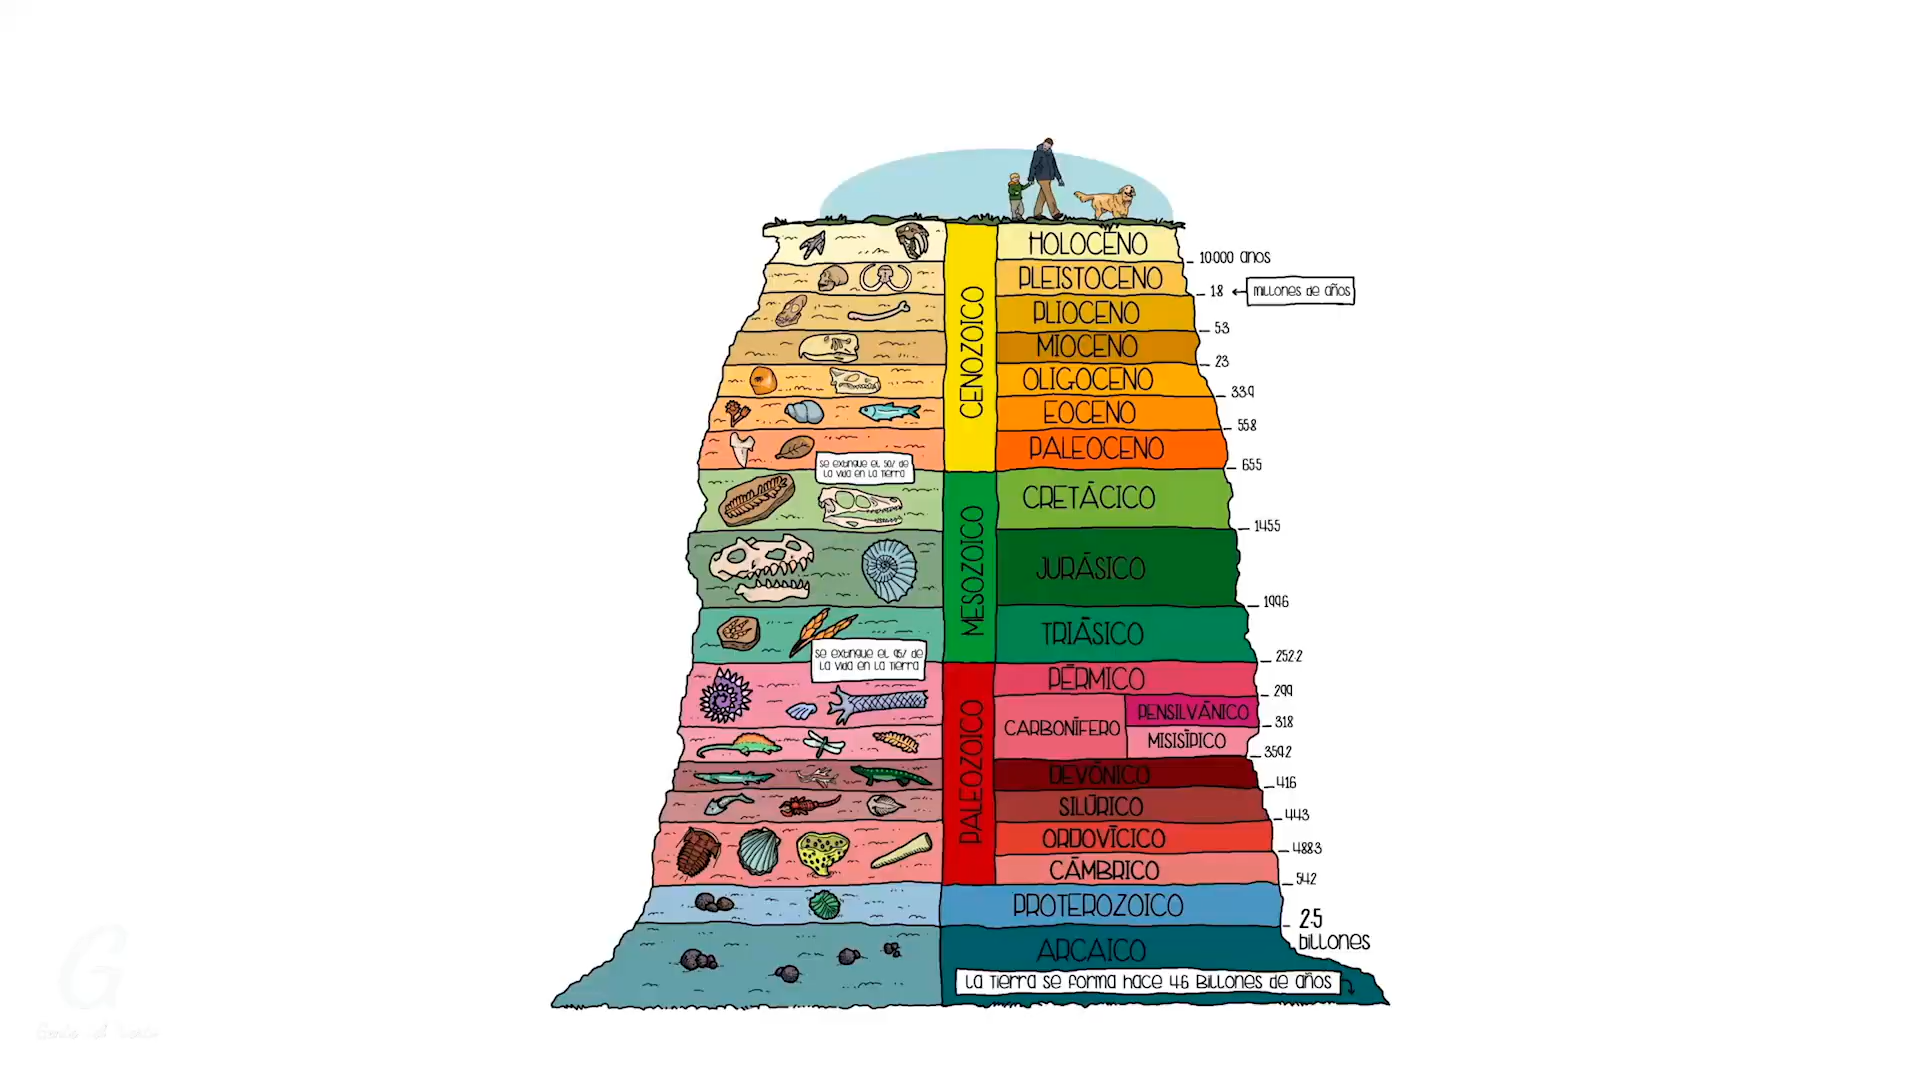 HOLOCENO
10000 años
PLEISTOCENO
1.8
millones de años
PLIOCENO
5.3
MIOCENO
23
OLIGOCENO
33.9
EOCENO
55.8
PALEOCENO
65.5
CENOZOICO
Se extingue el 50% de
la vida en la Tierra
CRETÁCICO
145.5
JURÁSICO
199.6
TRIÁSICO
252.2
MESOZOICO
Se extingue el 95% de
la vida en la Tierra
PÉRMICO
299
CARBONÍFERO
PENSILVÁNICO
318
MISISÍPICO
359.2
DEVÓNICO
416
SILÚRICO
443
ORDOVÍCICO
488.3
CÁMBRICO
542
PALEOZOICO
PROTEROZOICO
2.5
billones
ARCAICO
La Tierra se forma hace 4.6 Billones de años
G